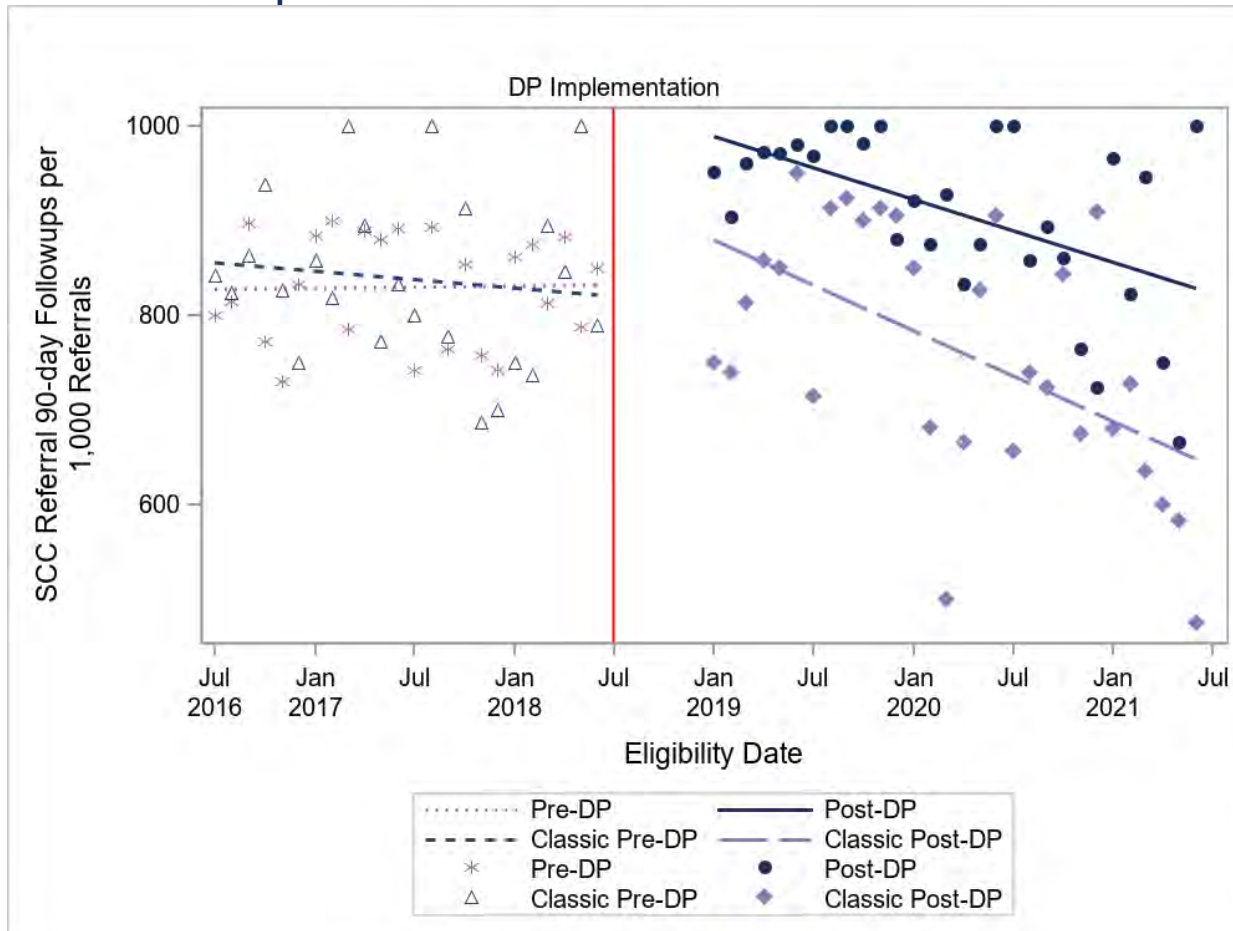 DP Implementation
1000
800
600
SCC Referral 90-day Followups per
1,000 Referrals
Jul Jan Jul Jan Jul Jan Jul Jan Jul Jan Jul
2016 2017 2018 2019 2020 2021
Eligibility Date
Pre-DP Post-DP
Classic Pre-DP Classic Post-DP
Pre-DP Post-DP
Classic Pre-DP Classic Post-DP